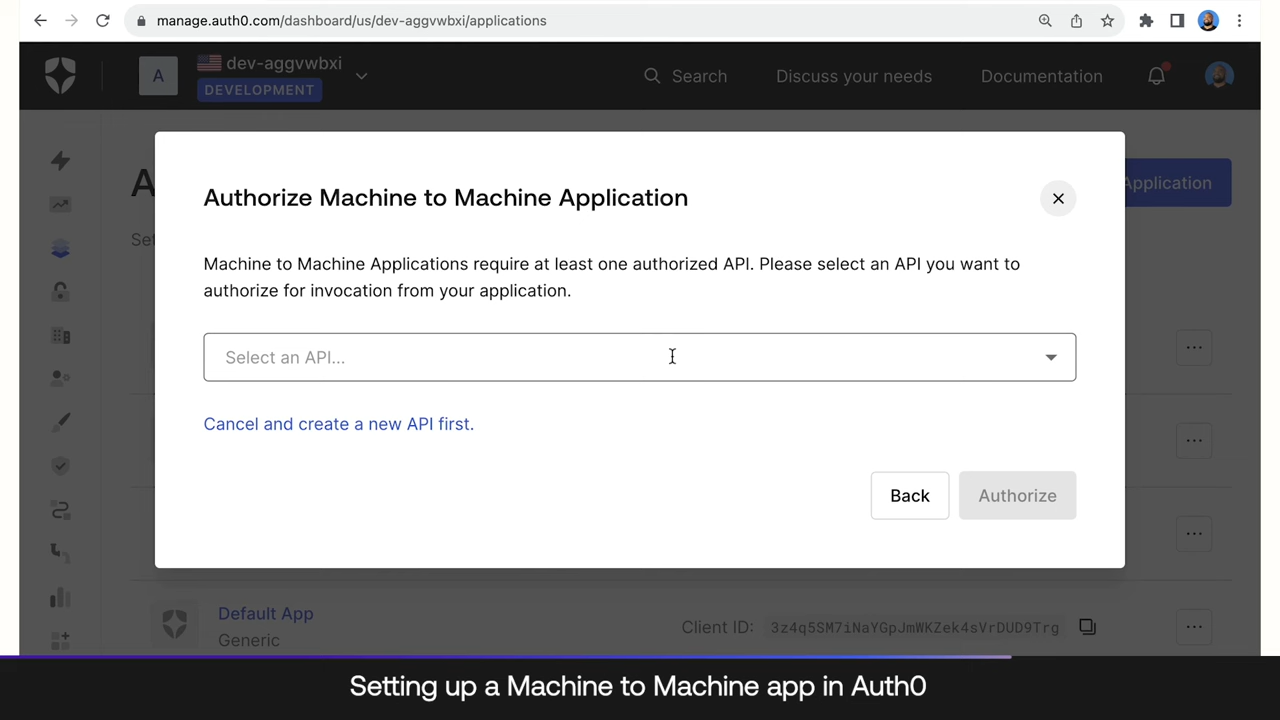 manage.auth0.com/dashboard/us/dev-aggvwbxi/applications
A
dev-aggvwbxi
DEVELOPMENT
Search
Discuss your needs
Documentation
A
Application
Set
Authorize Machine to Machine Application
Machine to Machine Applications require at least one authorized API. Please select an API you want to
authorize for invocation from your application.
Select an API...
Cancel and create a new API first.
Back
Authorize
Default App
Generic
Client ID: 3z4q5SM7iNaYGpJmWKZek4sVrDUD9Trg
Setting up a Machine to Machine app in Auth0